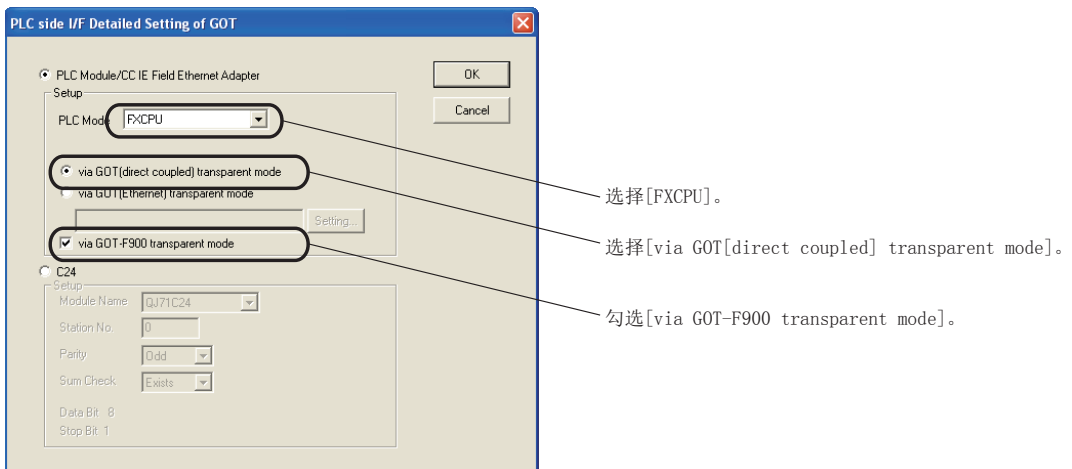 PLC side I/F Detailed Setting of GOT
PLC Module/CC IE Field Ethernet Adapter
OK
Setup
Cancel
PLC Mode
FXCPU
via GOT(direct coupled) transparent mode
via GOT(Ethernet) transparent mode
Setting...
via GOT-F900 transparent mode
C24
Setup
Module Name
QJ71C24
Station No.
0
Parity
Odd
Sum Check
Exists
Data Bit 8
Stop Bit 1
选择[FXCPU]。
选择[via GOT[direct coupled] transparent mode]。
勾选[via GOT-F900 transparent mode]。